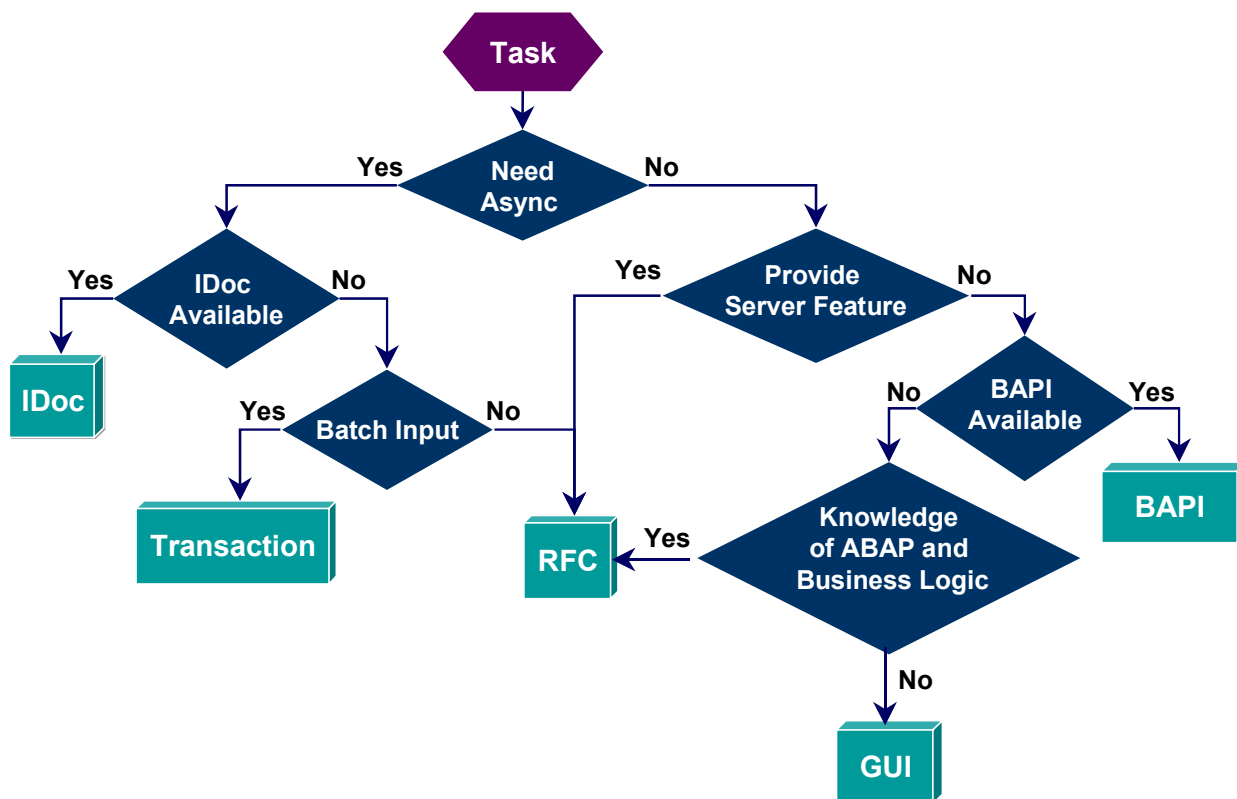 Task
Yes
Need
Async
No
Yes
IDoc
Available
No
Yes
Provide
Server Feature
No
IDoc
Yes
Batch Input
No
No
BAPI
Available
Yes
Transaction
RFC
Yes
Knowledge
of ABAP and
Business Logic
BAPI
No
GUI